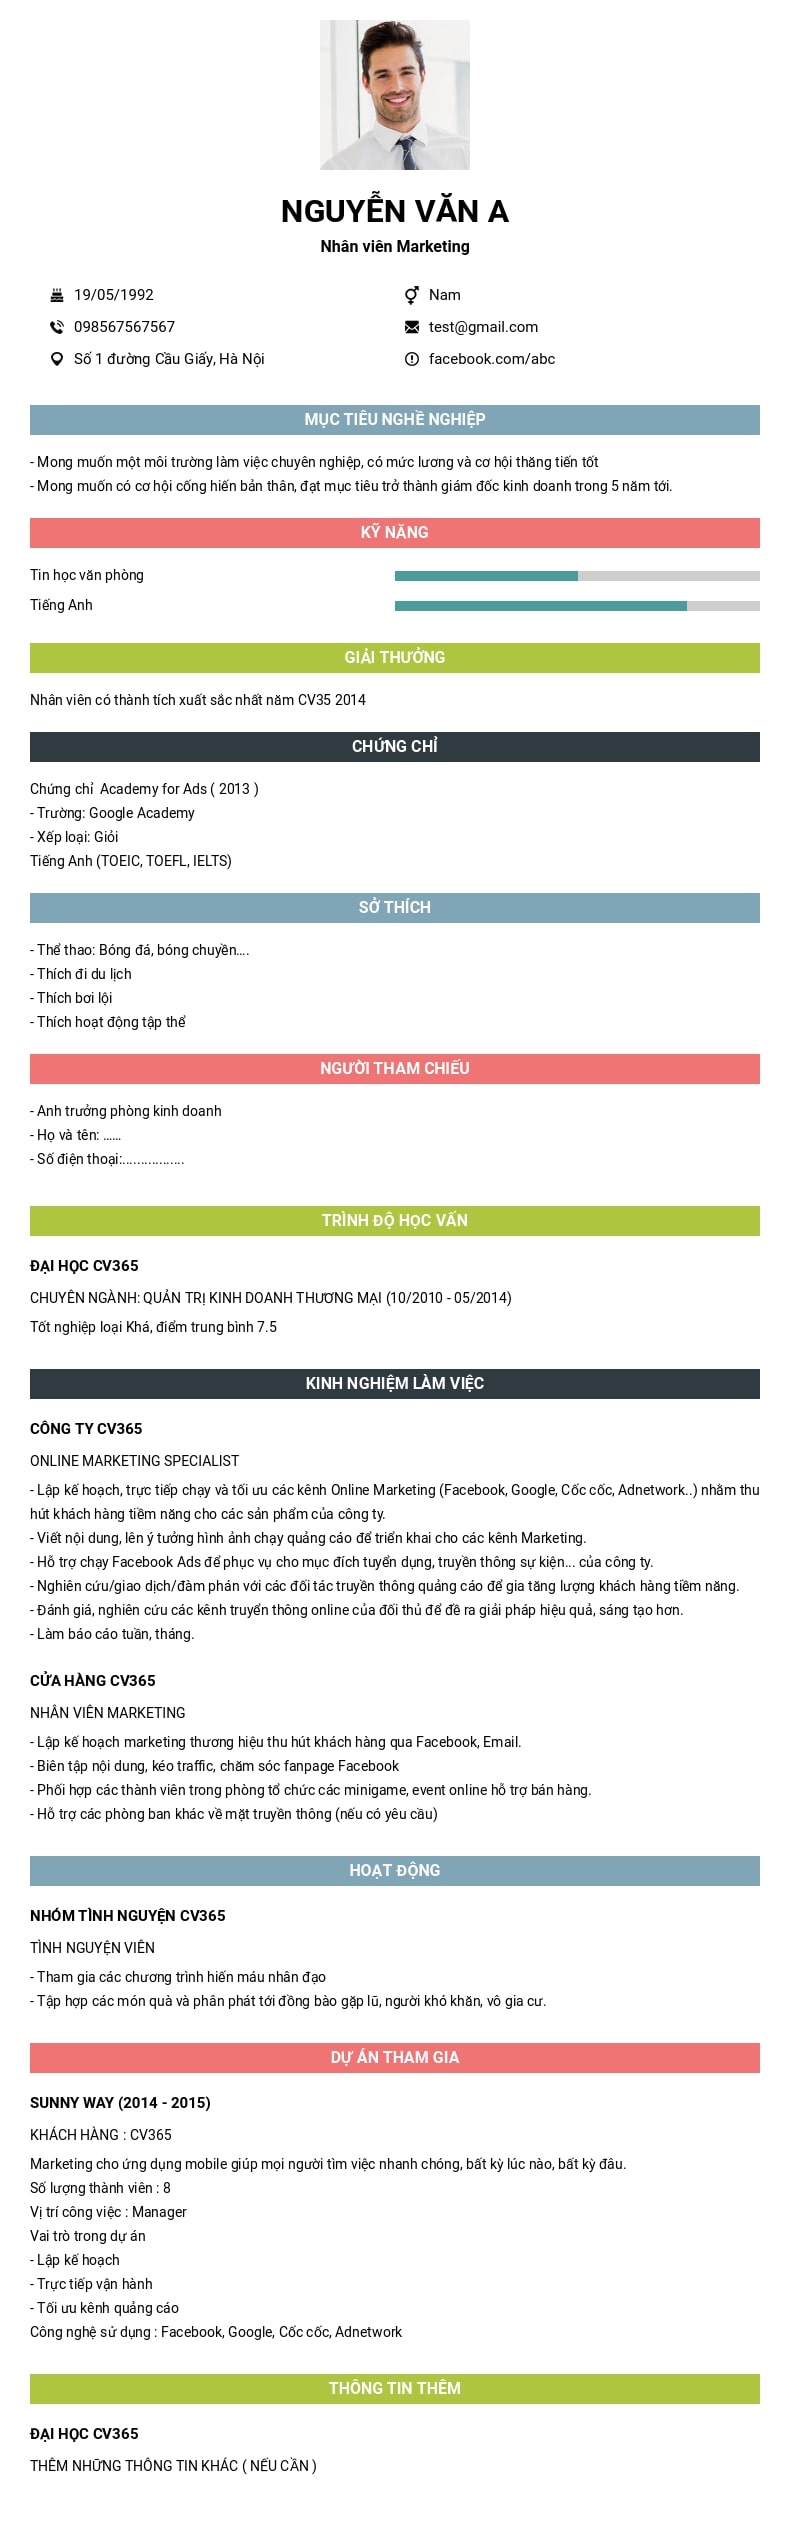 NGUYỄN VĂN A
Nhân viên Marketing
19/05/1992
Nam
098567567567
test@gmail.com
Số 1 đường Cầu Giấy, Hà Nội
facebook.com/abc
MỤC TIÊU NGHỀ NGHIỆP
- Mong muốn một môi trường làm việc chuyên nghiệp, có mức lương và cơ hội thăng tiến tốt
- Mong muốn có cơ hội cống hiến bản thân, đạt mục tiêu trở thành giám đốc kinh doanh trong 5 năm tới.
KỸ NĂNG
Tin học văn phòng
Tiếng Anh
GIẢI THƯỞNG
Nhân viên có thành tích xuất sắc nhất năm CV35 2014
CHỨNG CHỈ
Chứng chỉ  Academy for Ads ( 2013 )
- Trường: Google Academy
- Xếp loại: Giỏi
Tiếng Anh (TOEIC, TOEFL, IELTS)
SỞ THÍCH
- Thể thao: Bóng đá, bóng chuyền....
- Thích đi du lịch
- Thích bơi lội
- Thích hoạt động tập thể
NGƯỜI THAM CHIẾU
- Anh trưởng phòng kinh doanh
- Họ và tên: ......
- Số điện thoại:.................
TRÌNH ĐỘ HỌC VẤN
ĐẠI HỌC CV365
CHUYÊN NGÀNH: QUẢN TRỊ KINH DOANH THƯƠNG MẠI (10/2010 - 05/2014)
Tốt nghiệp loại Khá, điểm trung bình 7.5
KINH NGHIỆM LÀM VIỆC
CÔNG TY CV365
ONLINE MARKETING SPECIALIST
- Lập kế hoạch, trực tiếp chạy và tối ưu các kênh Online Marketing (Facebook, Google, Cốc cốc, Adnetwork..) nhằm thu
hút khách hàng tiềm năng cho các sản phẩm của công ty.
- Viết nội dung, lên ý tưởng hình ảnh chạy quảng cáo để triển khai cho các kênh Marketing.
- Hỗ trợ chạy Facebook Ads để phục vụ cho mục đích tuyển dụng, truyền thông sự kiện... của công ty.
- Nghiên cứu/giao dịch/đàm phán với các đối tác truyền thông quảng cáo để gia tăng lượng khách hàng tiềm năng.
- Đánh giá, nghiên cứu các kênh truyển thông online của đối thủ để đề ra giải pháp hiệu quả, sáng tạo hơn.
- Làm báo cáo tuần, tháng.
CỬA HÀNG CV365
NHÂN VIÊN MARKETING
- Lập kế hoạch marketing thương hiệu thu hút khách hàng qua Facebook, Email.
- Biên tập nội dung, kéo traffic, chăm sóc fanpage Facebook
- Phối hợp các thành viên trong phòng tổ chức các minigame, event online hỗ trợ bán hàng.
- Hỗ trợ các phòng ban khác về mặt truyền thông (nếu có yêu cầu)
HOẠT ĐỘNG
NHÓM TÌNH NGUYỆN CV365
TÌNH NGUYỆN VIÊN
- Tham gia các chương trình hiến máu nhân đạo
- Tập hợp các món quà và phân phát tới đồng bào gặp lũ, người khó khăn, vô gia cư.
DỰ ÁN THAM GIA
SUNNY WAY (2014 - 2015)
KHÁCH HÀNG : CV365
Marketing cho ứng dụng mobile giúp mọi người tìm việc nhanh chóng, bất kỳ lúc nào, bất kỳ đâu.
Số lượng thành viên : 8
Vị trí công việc : Manager
Vai trò trong dự án
- Lập kế hoạch
- Trực tiếp vận hành
- Tối ưu kênh quảng cáo
Công nghệ sử dụng : Facebook, Google, Cốc cốc, Adnetwork
THÔNG TIN THÊM
ĐẠI HỌC CV365
THÊM NHỮNG THÔNG TIN KHÁC ( NẾU CẦN )